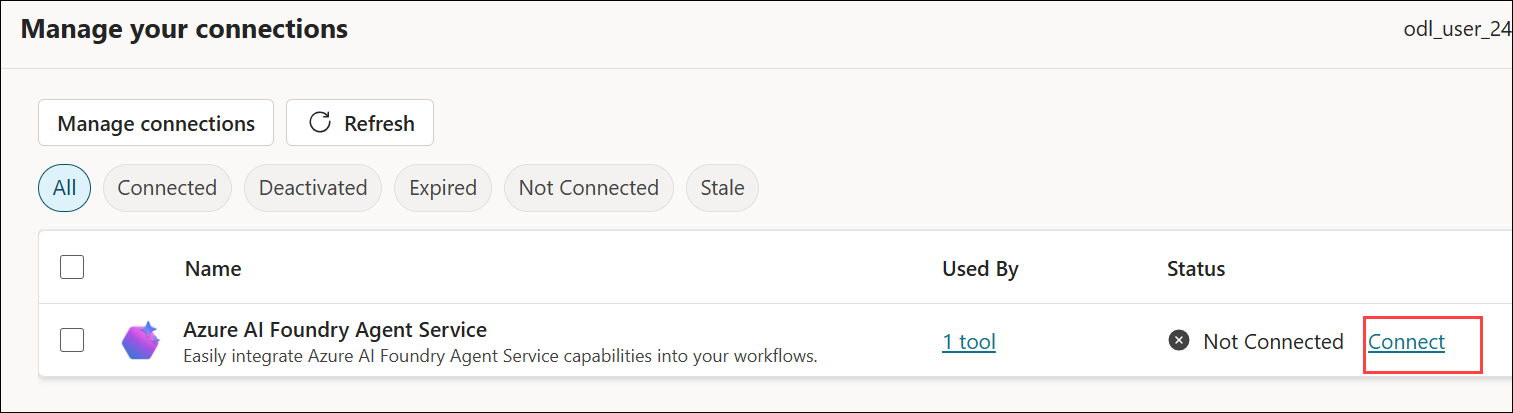 Manage your connections
odl_user_24
Manage connections
Refresh
All
Connected
Deactivated
Expired
Not Connected
Stale
Name
Used By
Status
Azure AI Foundry Agent Service
Easily integrate Azure AI Foundry Agent Service capabilities into your workflows.
1 tool
Not Connected
Connect